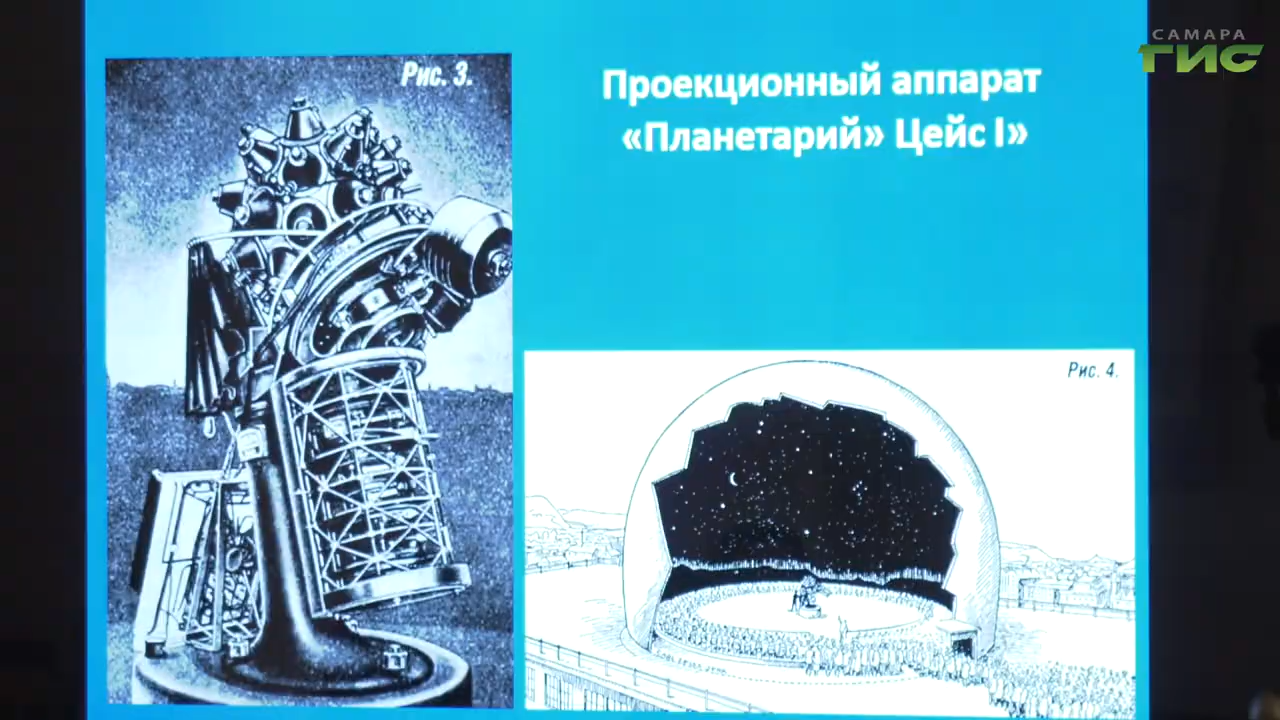 САМАРА
ГИС
Рис. 3.
Проекционный аппарат
«Планетарий» Цейс I»
Рис. 4.